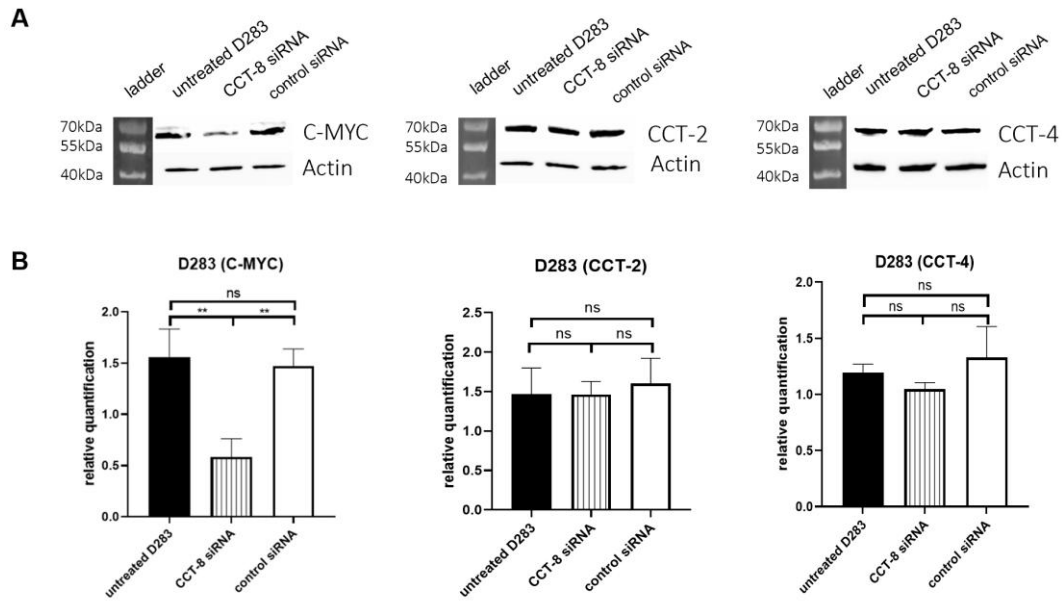 A
ladder
untreated D283
CCT-8 siRNA
control siRNA
70kDa
55kDa
40kDa
C-MYC
Actin
ladder
untreated D283
CCT-8 siRNA
control siRNA
70kDa
55kDa
40kDa
CCT-2
Actin
ladder
untreated D283
CCT-8 siRNA
control siRNA
70kDa
55kDa
40kDa
CCT-4
Actin
B
D283 (C-MYC)
ns
** **
relative quantification
2.0
1.5
1.0
0.5
0.0
untreated D283
CCT-8 siRNA
control siRNA
D283 (CCT-2)
ns
ns ns
relative quantification
2.5
2.0
1.5
1.0
0.5
0.0
untreated D283
CCT-8 siRNA
control siRNA
D283 (CCT-4)
ns
ns ns
relative quantification
2.0
1.5
1.0
0.5
0.0
untreated D283
CCT-8 siRNA
control siRNA